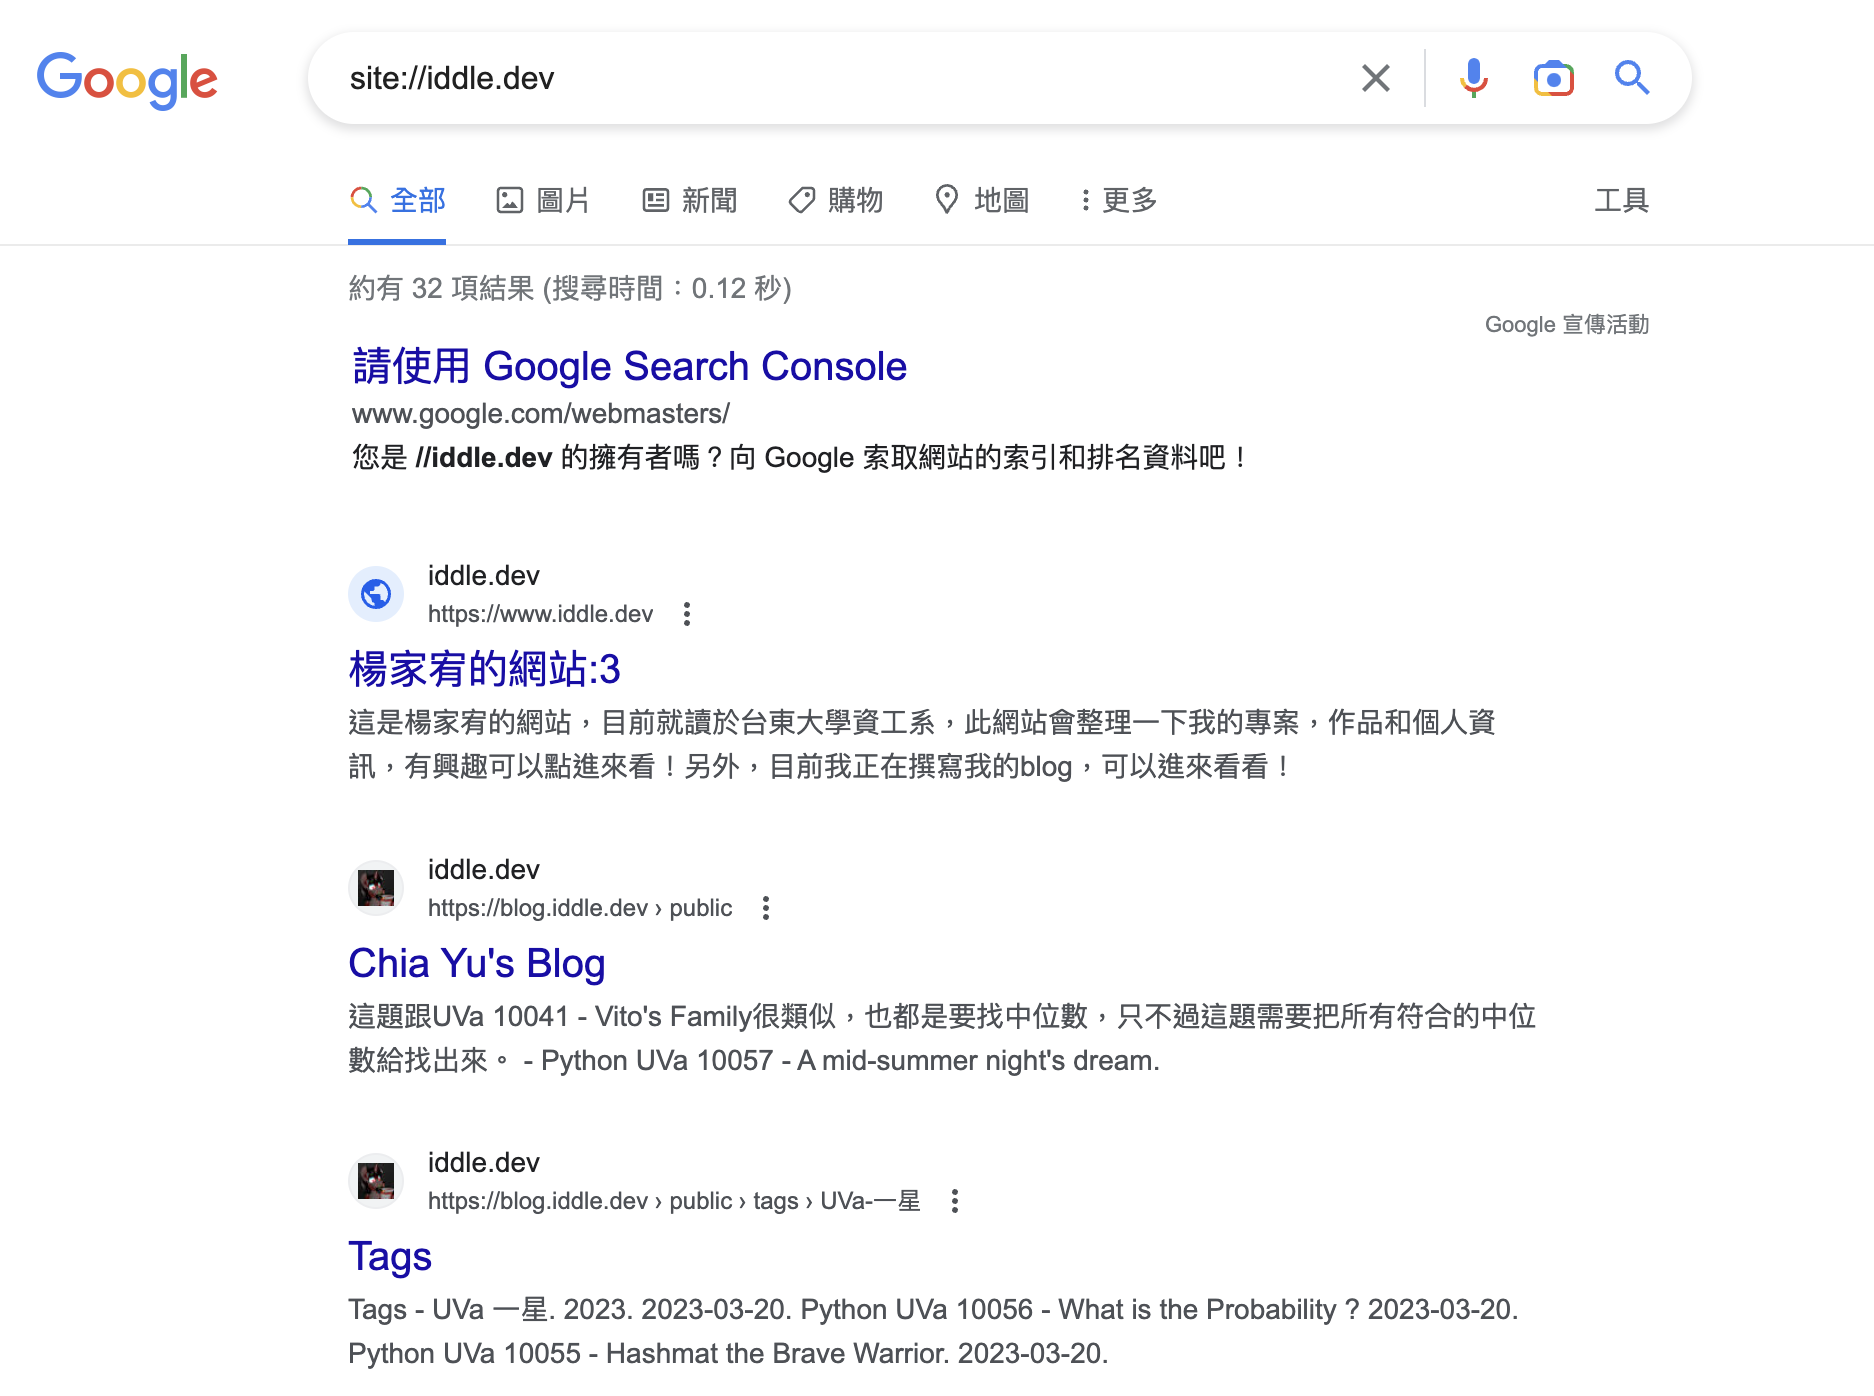 Google
site://iddle.dev
全部 圖片 新聞 購物 地圖 更多 工具
約有 32 項結果 (搜尋時間：0.12 秒)
Google 宣傳活動
請使用 Google Search Console
www.google.com/webmasters/
您是 //iddle.dev 的擁有者嗎？向 Google 索取網站的索引和排名資料吧！
iddle.dev
https://www.iddle.dev
楊家宥的網站:3
這是楊家宥的網站，目前就讀於台東大學資工系，此網站會整理一下我的專案，作品和個人資
訊，有興趣可以點進來看！另外，目前我正在撰寫我的blog，可以進來看看！
iddle.dev
https://blog.iddle.dev › public
Chia Yu's Blog
這題跟UVa 10041 - Vito's Family很類似，也都是要找中位數，只不過這題需要把所有符合的中位
數給找出來。 - Python UVa 10057 - A mid-summer night's dream.
iddle.dev
https://blog.iddle.dev › public › tags › UVa-一星
Tags
Tags - UVa 一星. 2023. 2023-03-20. Python UVa 10056 - What is the Probability ? 2023-03-20.
Python UVa 10055 - Hashmat the Brave Warrior. 2023-03-20.